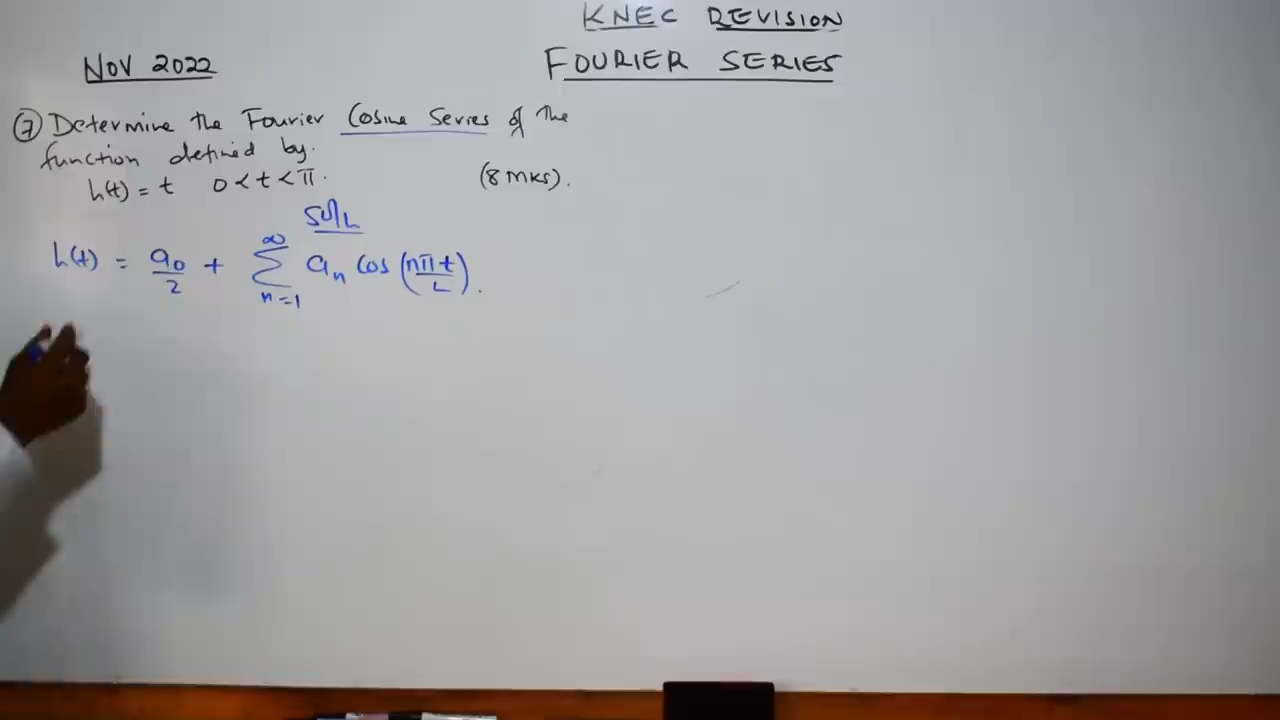 KNEC REVISION
FOURIER SERIES
NOV 2022
⑦ Determine the Fourier Cosine Series of the
function defined by.
h(t) = t 0 < t < π. (8 mks).
Soln
h(t) = a₀/2 + ∑_{n=1}^{∞} aₙ cos (nπt/L).